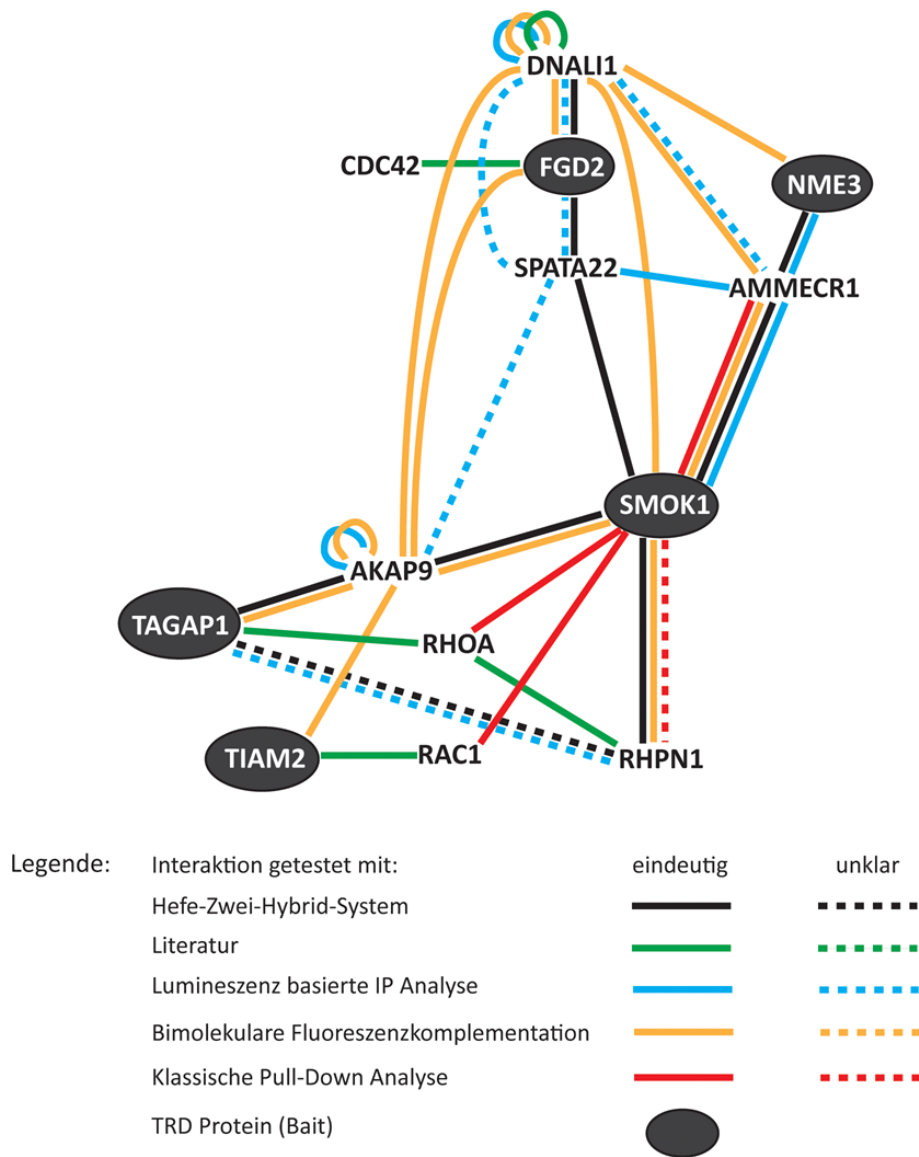 DNALI1
CDC42
FGD2
NME3
SPATA22
AMMECR1
SMOK1
AKAP9
TAGAP1
RHOA
TIAM2
RAC1
RHPN1
Legende: Interaktion getestet mit: eindeutig unklar
Hefe-Zwei-Hybrid-System
Literatur
Lumineszenz basierte IP Analyse
Bimolekulare Fluoreszenzkomplementation
Klassische Pull-Down Analyse
TRD Protein (Bait)